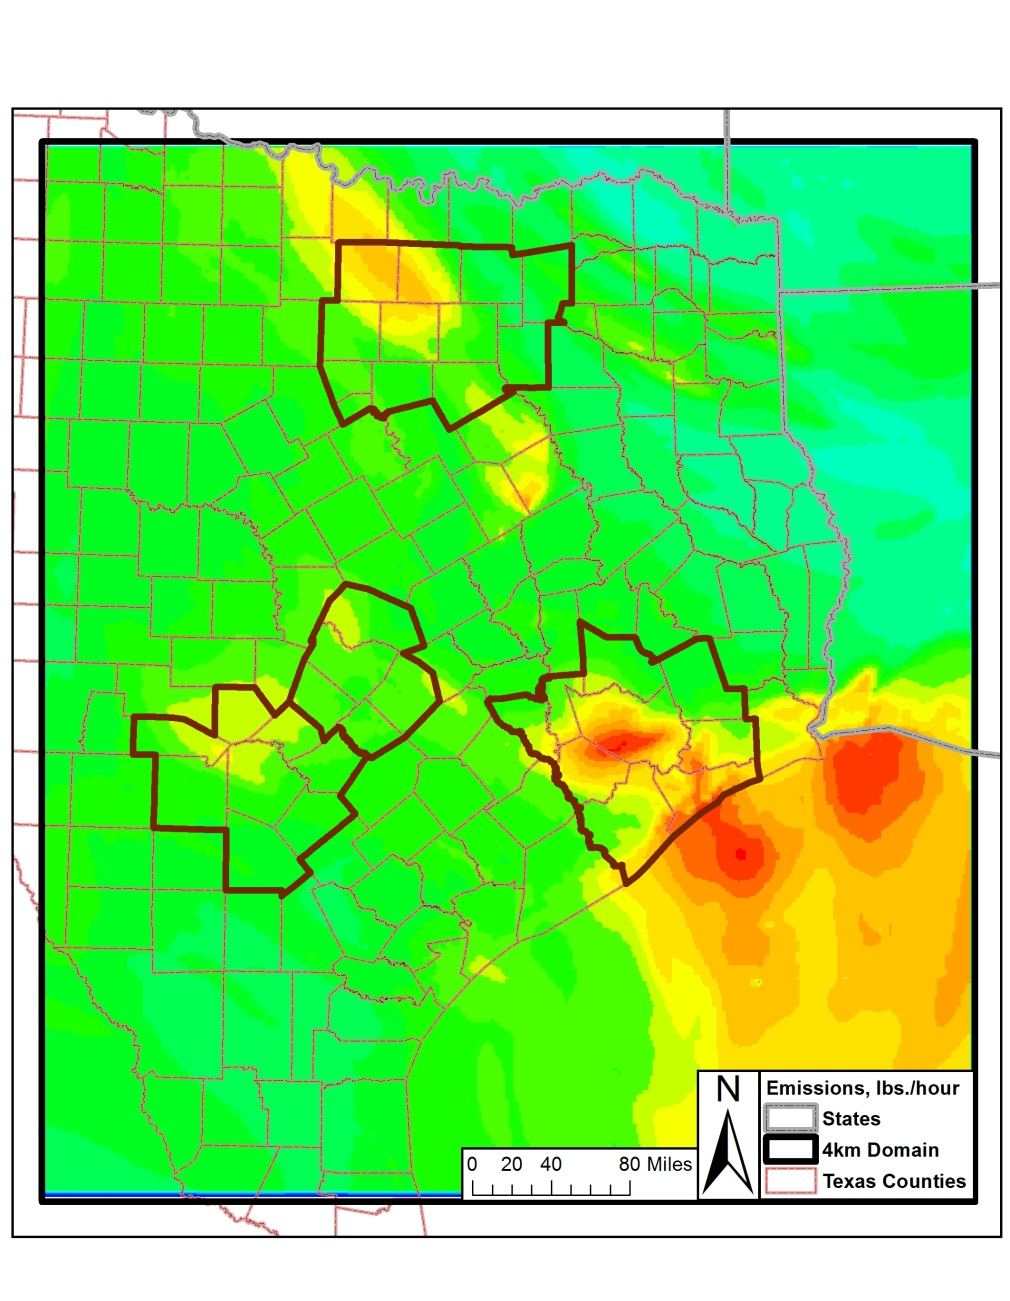 N
Emissions, lbs./hour
States
4km Domain
Texas Counties
0 20 40 80 Miles